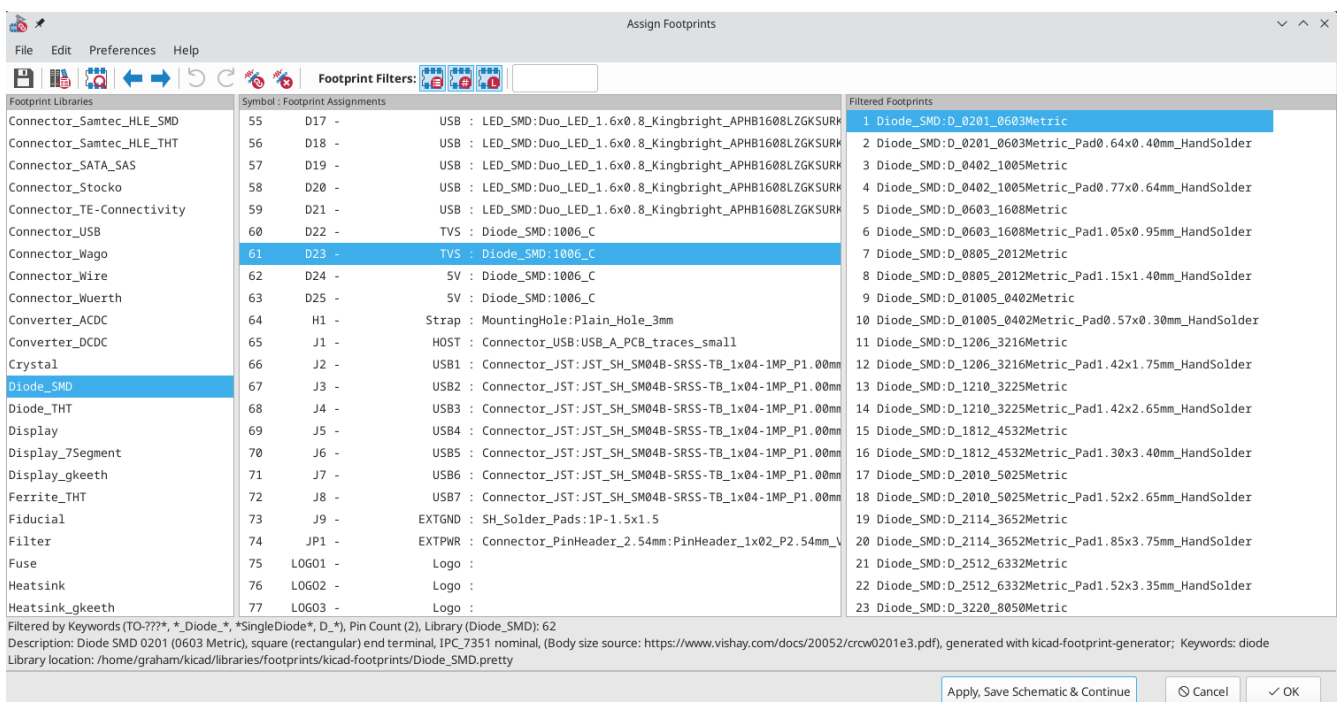 Assign Footprints
File Edit Preferences Help
Footprint Filters:
Footprint Libraries
Connector_Samtec_HLE_SMD
Connector_Samtec_HLE_THT
Connector_SATA_SAS
Connector_Stocko
Connector_TE-Connectivity
Connector_USB
Connector_Wago
Connector_Wire
Connector_Wuerth
Converter_ACDC
Converter_DCDC
Crystal
Diode_SMD
Diode_THT
Display
Display_7Segment
Display_gkeeth
Ferrite_THT
Fiducial
Filter
Fuse
Heatsink
Heatsink_gkeeth
Symbol : Footprint Assignments
55 D17 - USB : LED_SMD:Duo_LED_1.6x0.8_Kingbright_APHB1608LZGKSURK
56 D18 - USB : LED_SMD:Duo_LED_1.6x0.8_Kingbright_APHB1608LZGKSURK
57 D19 - USB : LED_SMD:Duo_LED_1.6x0.8_Kingbright_APHB1608LZGKSURK
58 D20 - USB : LED_SMD:Duo_LED_1.6x0.8_Kingbright_APHB1608LZGKSURK
59 D21 - USB : LED_SMD:Duo_LED_1.6x0.8_Kingbright_APHB1608LZGKSURK
60 D22 - TVS : Diode_SMD:1006_C
61 D23 - TVS : Diode_SMD:1006_C
62 D24 - 5V : Diode_SMD:1006_C
63 D25 - 5V : Diode_SMD:1006_C
64 H1 - Strap : MountingHole:Plain_Hole_3mm
65 J1 - HOST : Connector_USB:USB_A_PCB_traces_small
66 J2 - USB1 : Connector_JST:JST_SH_SM04B-SRSS-TB_1x04-1MP_P1.00mm
67 J3 - USB2 : Connector_JST:JST_SH_SM04B-SRSS-TB_1x04-1MP_P1.00mm
68 J4 - USB3 : Connector_JST:JST_SH_SM04B-SRSS-TB_1x04-1MP_P1.00mm
69 J5 - USB4 : Connector_JST:JST_SH_SM04B-SRSS-TB_1x04-1MP_P1.00mm
70 J6 - USB5 : Connector_JST:JST_SH_SM04B-SRSS-TB_1x04-1MP_P1.00mm
71 J7 - USB6 : Connector_JST:JST_SH_SM04B-SRSS-TB_1x04-1MP_P1.00mm
72 J8 - USB7 : Connector_JST:JST_SH_SM04B-SRSS-TB_1x04-1MP_P1.00mm
73 J9 - EXTGND : SH_Solder_Pads:1P-1.5x1.5
74 JP1 - EXTPWR : Connector_PinHeader_2.54mm:PinHeader_1x02_P2.54mm_V
75 LOGO1 - Logo :
76 LOGO2 - Logo :
77 LOGO3 - Logo :
Filtered Footprints
1 Diode_SMD:D_0201_0603Metric
2 Diode_SMD:D_0201_0603Metric_Pad0.64x0.40mm_HandSolder
3 Diode_SMD:D_0402_1005Metric
4 Diode_SMD:D_0402_1005Metric_Pad0.77x0.64mm_HandSolder
5 Diode_SMD:D_0603_1608Metric
6 Diode_SMD:D_0603_1608Metric_Pad1.05x0.95mm_HandSolder
7 Diode_SMD:D_0805_2012Metric
8 Diode_SMD:D_0805_2012Metric_Pad1.15x1.40mm_HandSolder
9 Diode_SMD:D_01005_0402Metric
10 Diode_SMD:D_01005_0402Metric_Pad0.57x0.30mm_HandSolder
11 Diode_SMD:D_1206_3216Metric
12 Diode_SMD:D_1206_3216Metric_Pad1.42x1.75mm_HandSolder
13 Diode_SMD:D_1210_3225Metric
14 Diode_SMD:D_1210_3225Metric_Pad1.42x2.65mm_HandSolder
15 Diode_SMD:D_1812_4532Metric
16 Diode_SMD:D_1812_4532Metric_Pad1.30x3.40mm_HandSolder
17 Diode_SMD:D_2010_5025Metric
18 Diode_SMD:D_2010_5025Metric_Pad1.52x2.65mm_HandSolder
19 Diode_SMD:D_2114_3652Metric
20 Diode_SMD:D_2114_3652Metric_Pad1.85x3.75mm_HandSolder
21 Diode_SMD:D_2512_6332Metric
22 Diode_SMD:D_2512_6332Metric_Pad1.52x3.35mm_HandSolder
23 Diode_SMD:D_3220_8050Metric
Filtered by Keywords (TO-???*, *_Diode_*, *SingleDiode*, D_*), Pin Count (2), Library (Diode_SMD): 62
Description: Diode SMD 0201 (0603 Metric), square (rectangular) end terminal, IPC_7351 nominal, (Body size source: https://www.vishay.com/docs/20052/crcw0201e3.pdf), generated with kicad-footprint-generator; Keywords: diode
Library location: /home/graham/kicad/libraries/footprints/kicad-footprints/Diode_SMD.pretty
Apply, Save Schematic & Continue
Cancel
OK